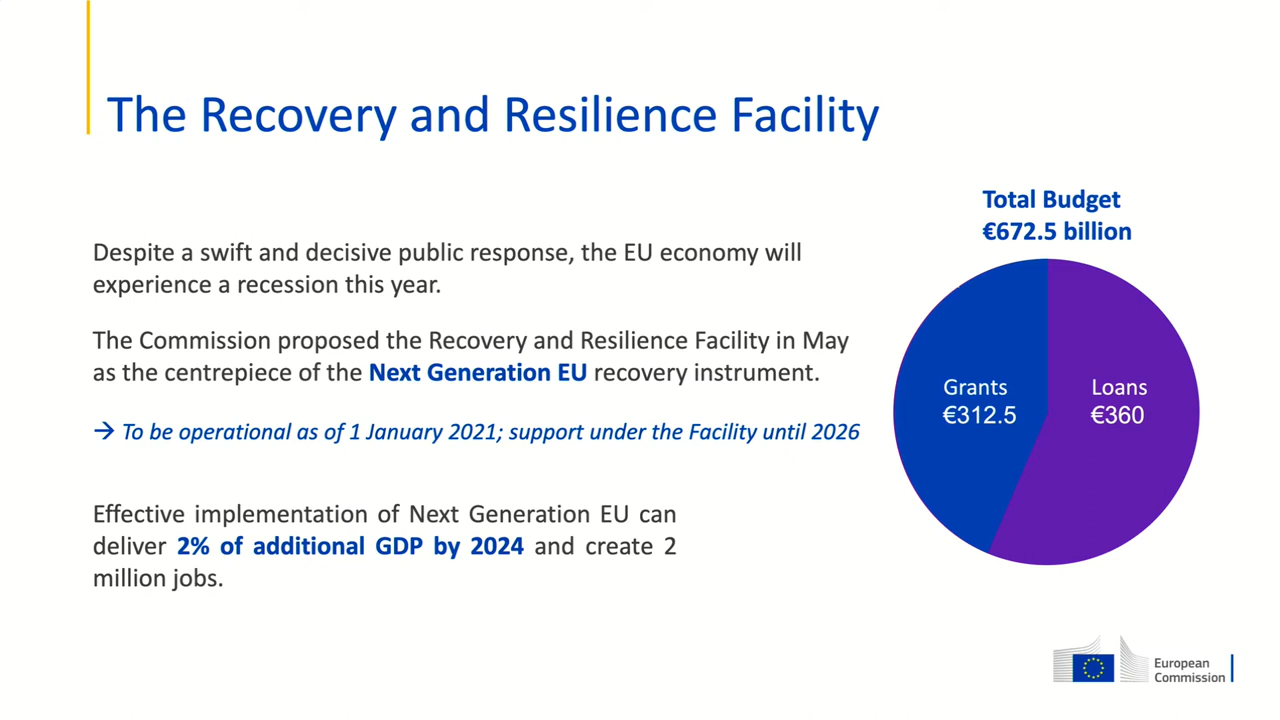 The Recovery and Resilience Facility
Total Budget
€672.5 billion
Despite a swift and decisive public response, the EU economy will
experience a recession this year.
The Commission proposed the Recovery and Resilience Facility in May
as the centrepiece of the Next Generation EU recovery instrument.
→ To be operational as of 1 January 2021; support under the Facility until 2026
Effective implementation of Next Generation EU can
deliver 2% of additional GDP by 2024 and create 2
million jobs.
Grants
€312.5
Loans
€360
European
Commission